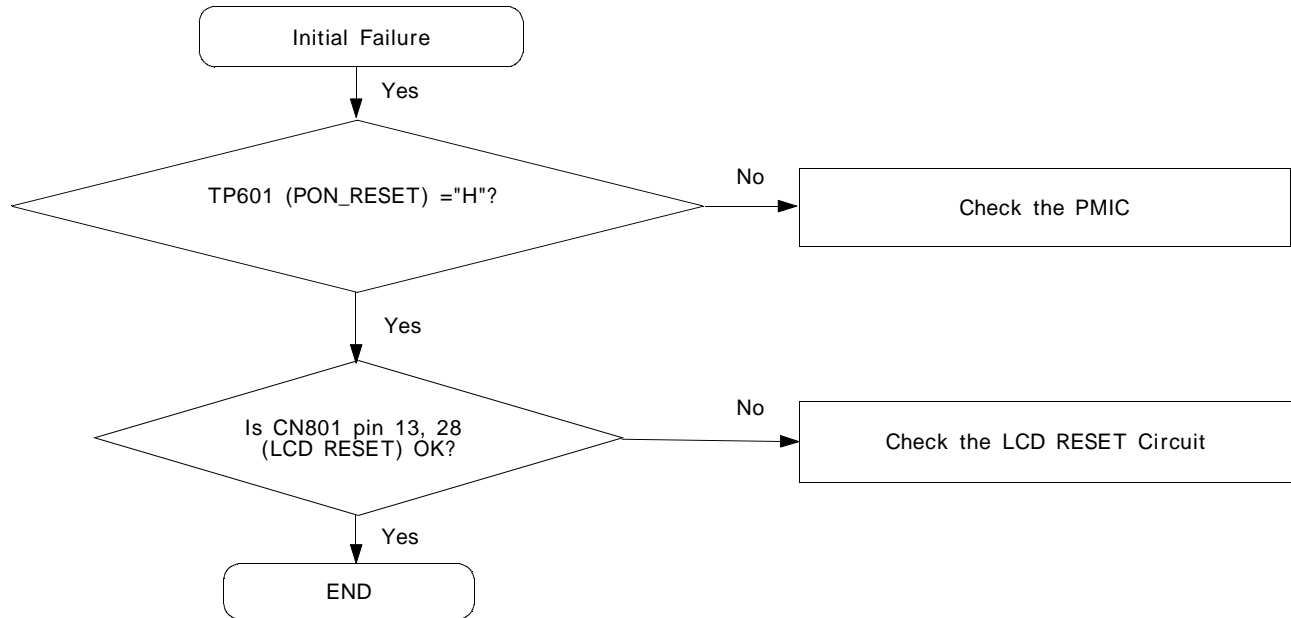 Initial Failure
Yes
TP601 (PON_RESET) ="H"?
No
Check the PMIC
Yes
Is CN801 pin 13, 28
(LCD RESET) OK?
No
Check the LCD RESET Circuit
Yes
END